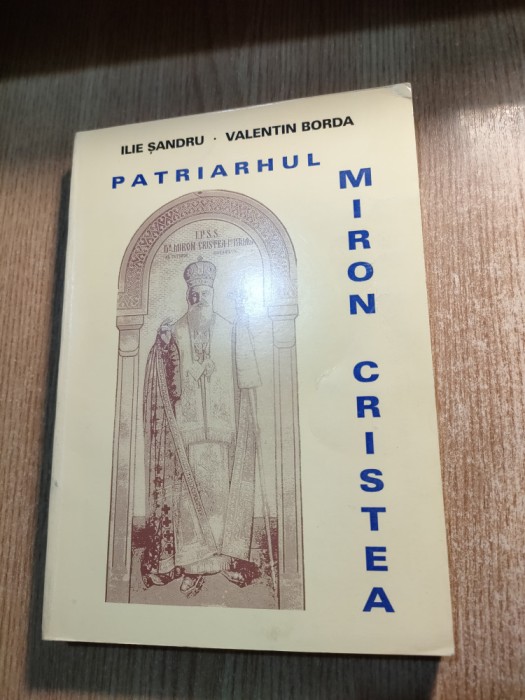 ILIE ȘANDRU · VALENTIN BORDA
PATRIARHUL
MIRON CRISTEA
I.P.S.S.